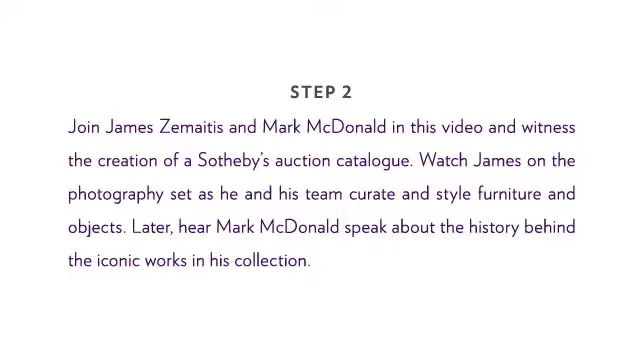 STEP 2
Join James Zemaitis and Mark McDonald in this video and witness
the creation of a Sotheby's auction catalogue. Watch James on the
photography set as he and his team curate and style furniture and
objects. Later, hear Mark McDonald speak about the history behind
the iconic works in his collection.